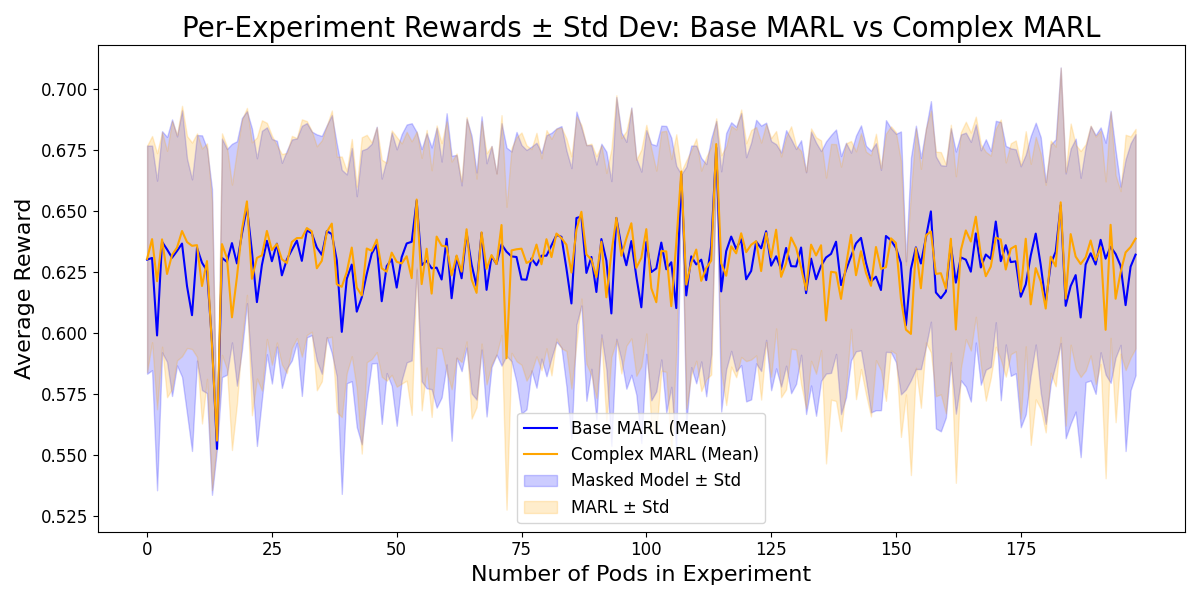 Per-Experiment Rewards ± Std Dev: Base MARL vs Complex MARL
Average Reward
0.700
0.675
0.650
0.625
0.600
0.575
0.550
0.525
Base MARL (Mean)
Complex MARL (Mean)
Masked Model ± Std
MARL ± Std
0 25 50 75 100 125 150 175
Number of Pods in Experiment